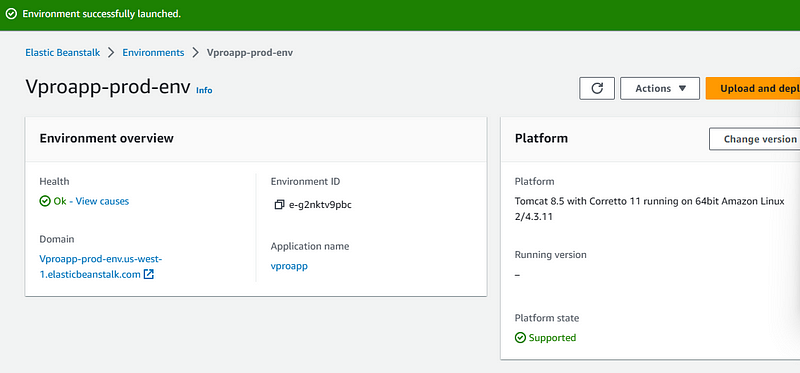 Environment successfully launched.
Elastic Beanstalk > Environments > Vproapp-prod-env
Vproapp-prod-env Info
Actions
Upload and depl
Environment overview
Health
Ok - View causes
Domain
Vproapp-prod-env.us-west-
1.elasticbeanstalk.com
Environment ID
e-g2nktv9pbc
Application name
vproapp
Platform
Change version
Platform
Tomcat 8.5 with Corretto 11 running on 64bit Amazon Linux
2/4.3.11
Running version
–
Platform state
Supported